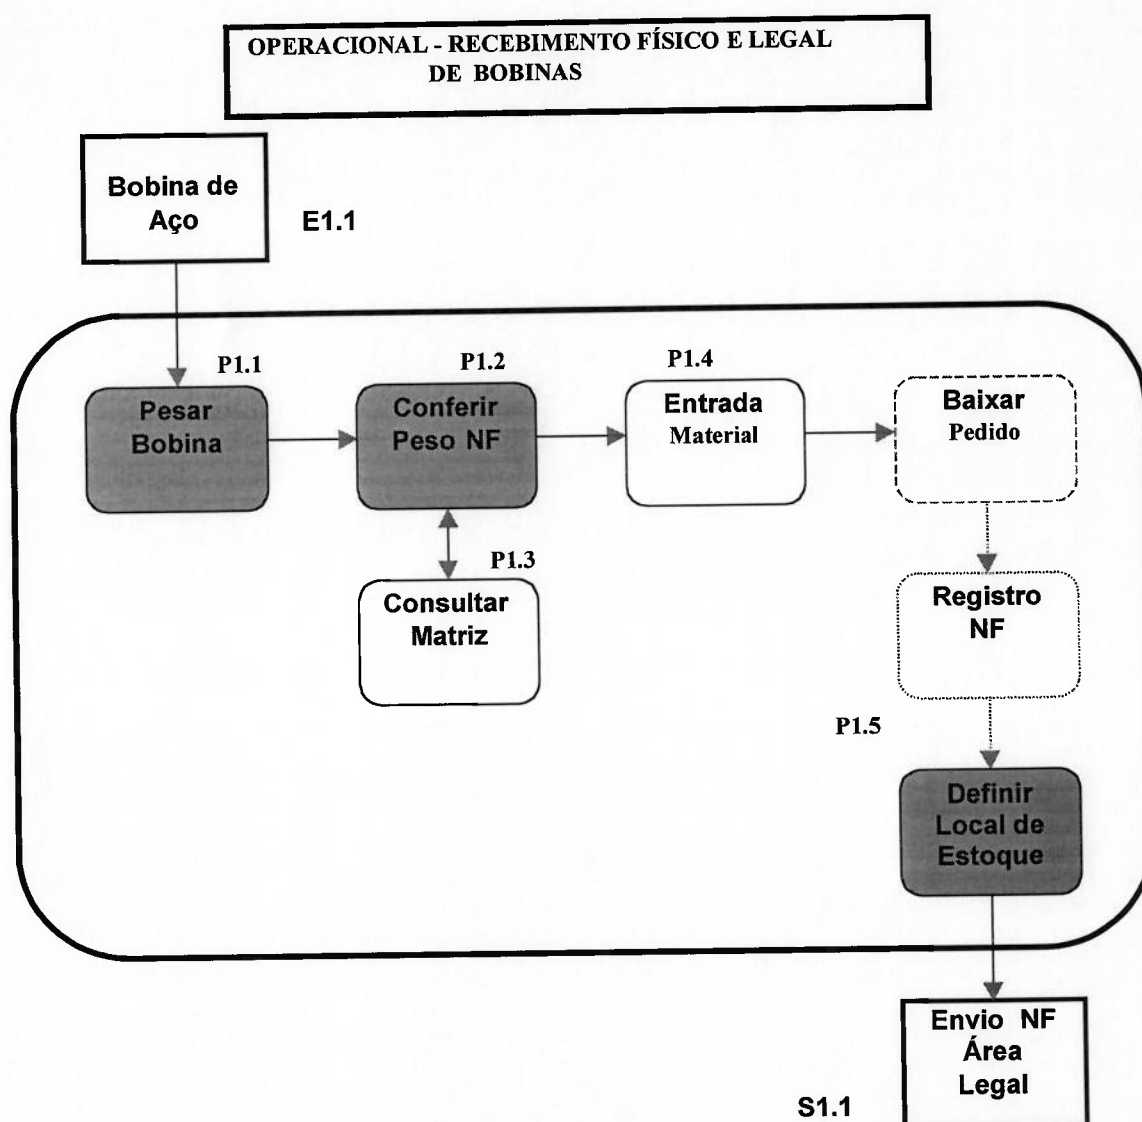 OPERACIONAL - RECEBIMENTO FÍSICO E LEGAL
DE BOBINAS
Bobina de
Aço
E1.1
P1.1
P1.2
P1.4
Pesar
Bobina
Conferir
Peso NF
Entrada
Material
Baixar
Pedido
P1.3
Consultar
Matriz
Registro
NF
P1.5
Definir
Local de
Estoque
Envio NF
Área
Legal
S1.1